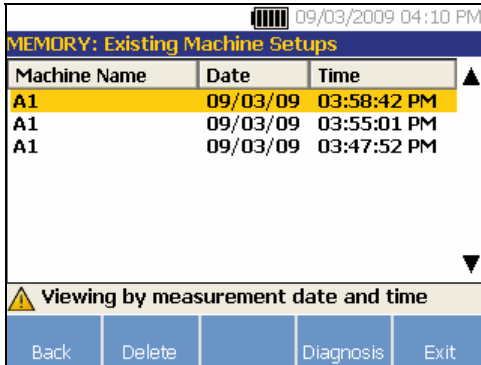 09/03/2009 04:10 PM
MEMORY: Existing Machine Setups
Machine Name Date Time
A1 09/03/09 03:58:42 PM
A1 09/03/09 03:55:01 PM
A1 09/03/09 03:47:52 PM
Viewing by measurement date and time
Back Delete Diagnosis Exit